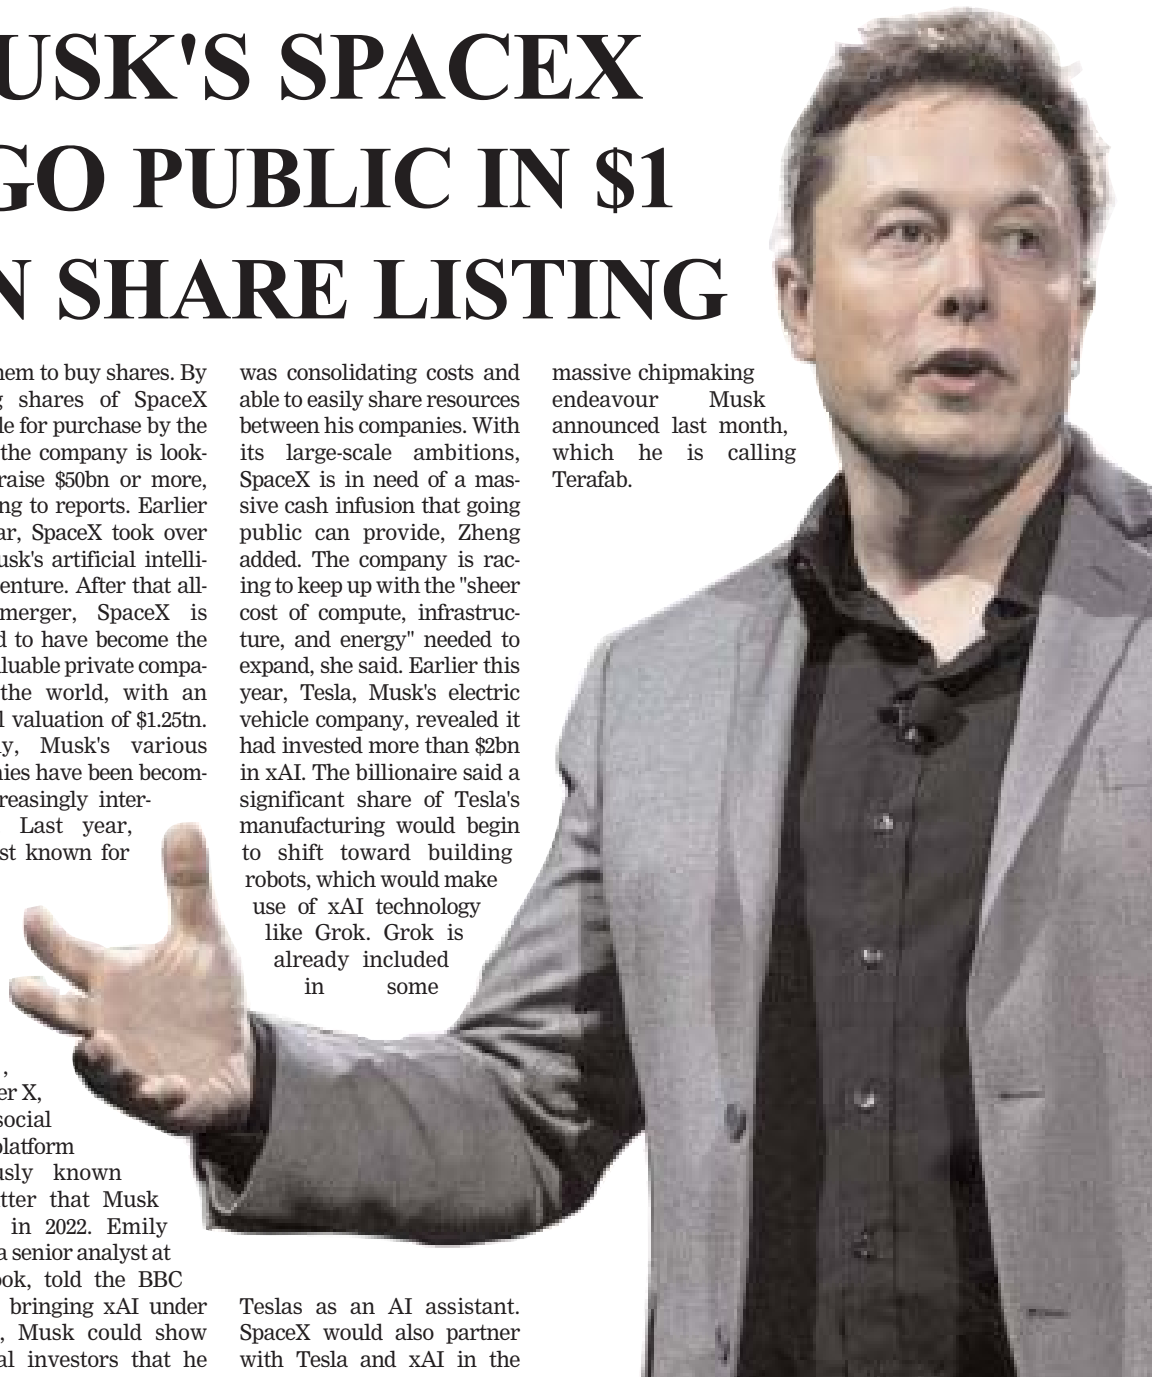 USK'S SPACEX
GO PUBLIC IN $1
N SHARE LISTING
hem to buy shares. By
g shares of SpaceX
le for purchase by the
the company is look-
raise $50bn or more,
ng to reports. Earlier
ar, SpaceX took over
usk's artificial intelli-
enture. After that all-
merger, SpaceX is
d to have become the
aluable private compa-
the world, with an
l valuation of $1.25tn.
y, Musk's various
nies have been becom-
reasingly inter-
Last year,
st known for
,
er X,
social
platform
usly known
tter that Musk
in 2022. Emily
a senior analyst at
ook, told the BBC
bringing xAI under
, Musk could show
al investors that he
was consolidating costs and
able to easily share resources
between his companies. With
its large-scale ambitions,
SpaceX is in need of a mas-
sive cash infusion that going
public can provide, Zheng
added. The company is rac-
ing to keep up with the "sheer
cost of compute, infrastruc-
ture, and energy" needed to
expand, she said. Earlier this
year, Tesla, Musk's electric
vehicle company, revealed it
had invested more than $2bn
in xAI. The billionaire said a
significant share of Tesla's
manufacturing would begin
to shift toward building
robots, which would make
use of xAI technology
like Grok. Grok is
already included
in some
Teslas as an AI assistant.
SpaceX would also partner
with Tesla and xAI in the
massive chipmaking
endeavour Musk
announced last month,
which he is calling
Terafab.